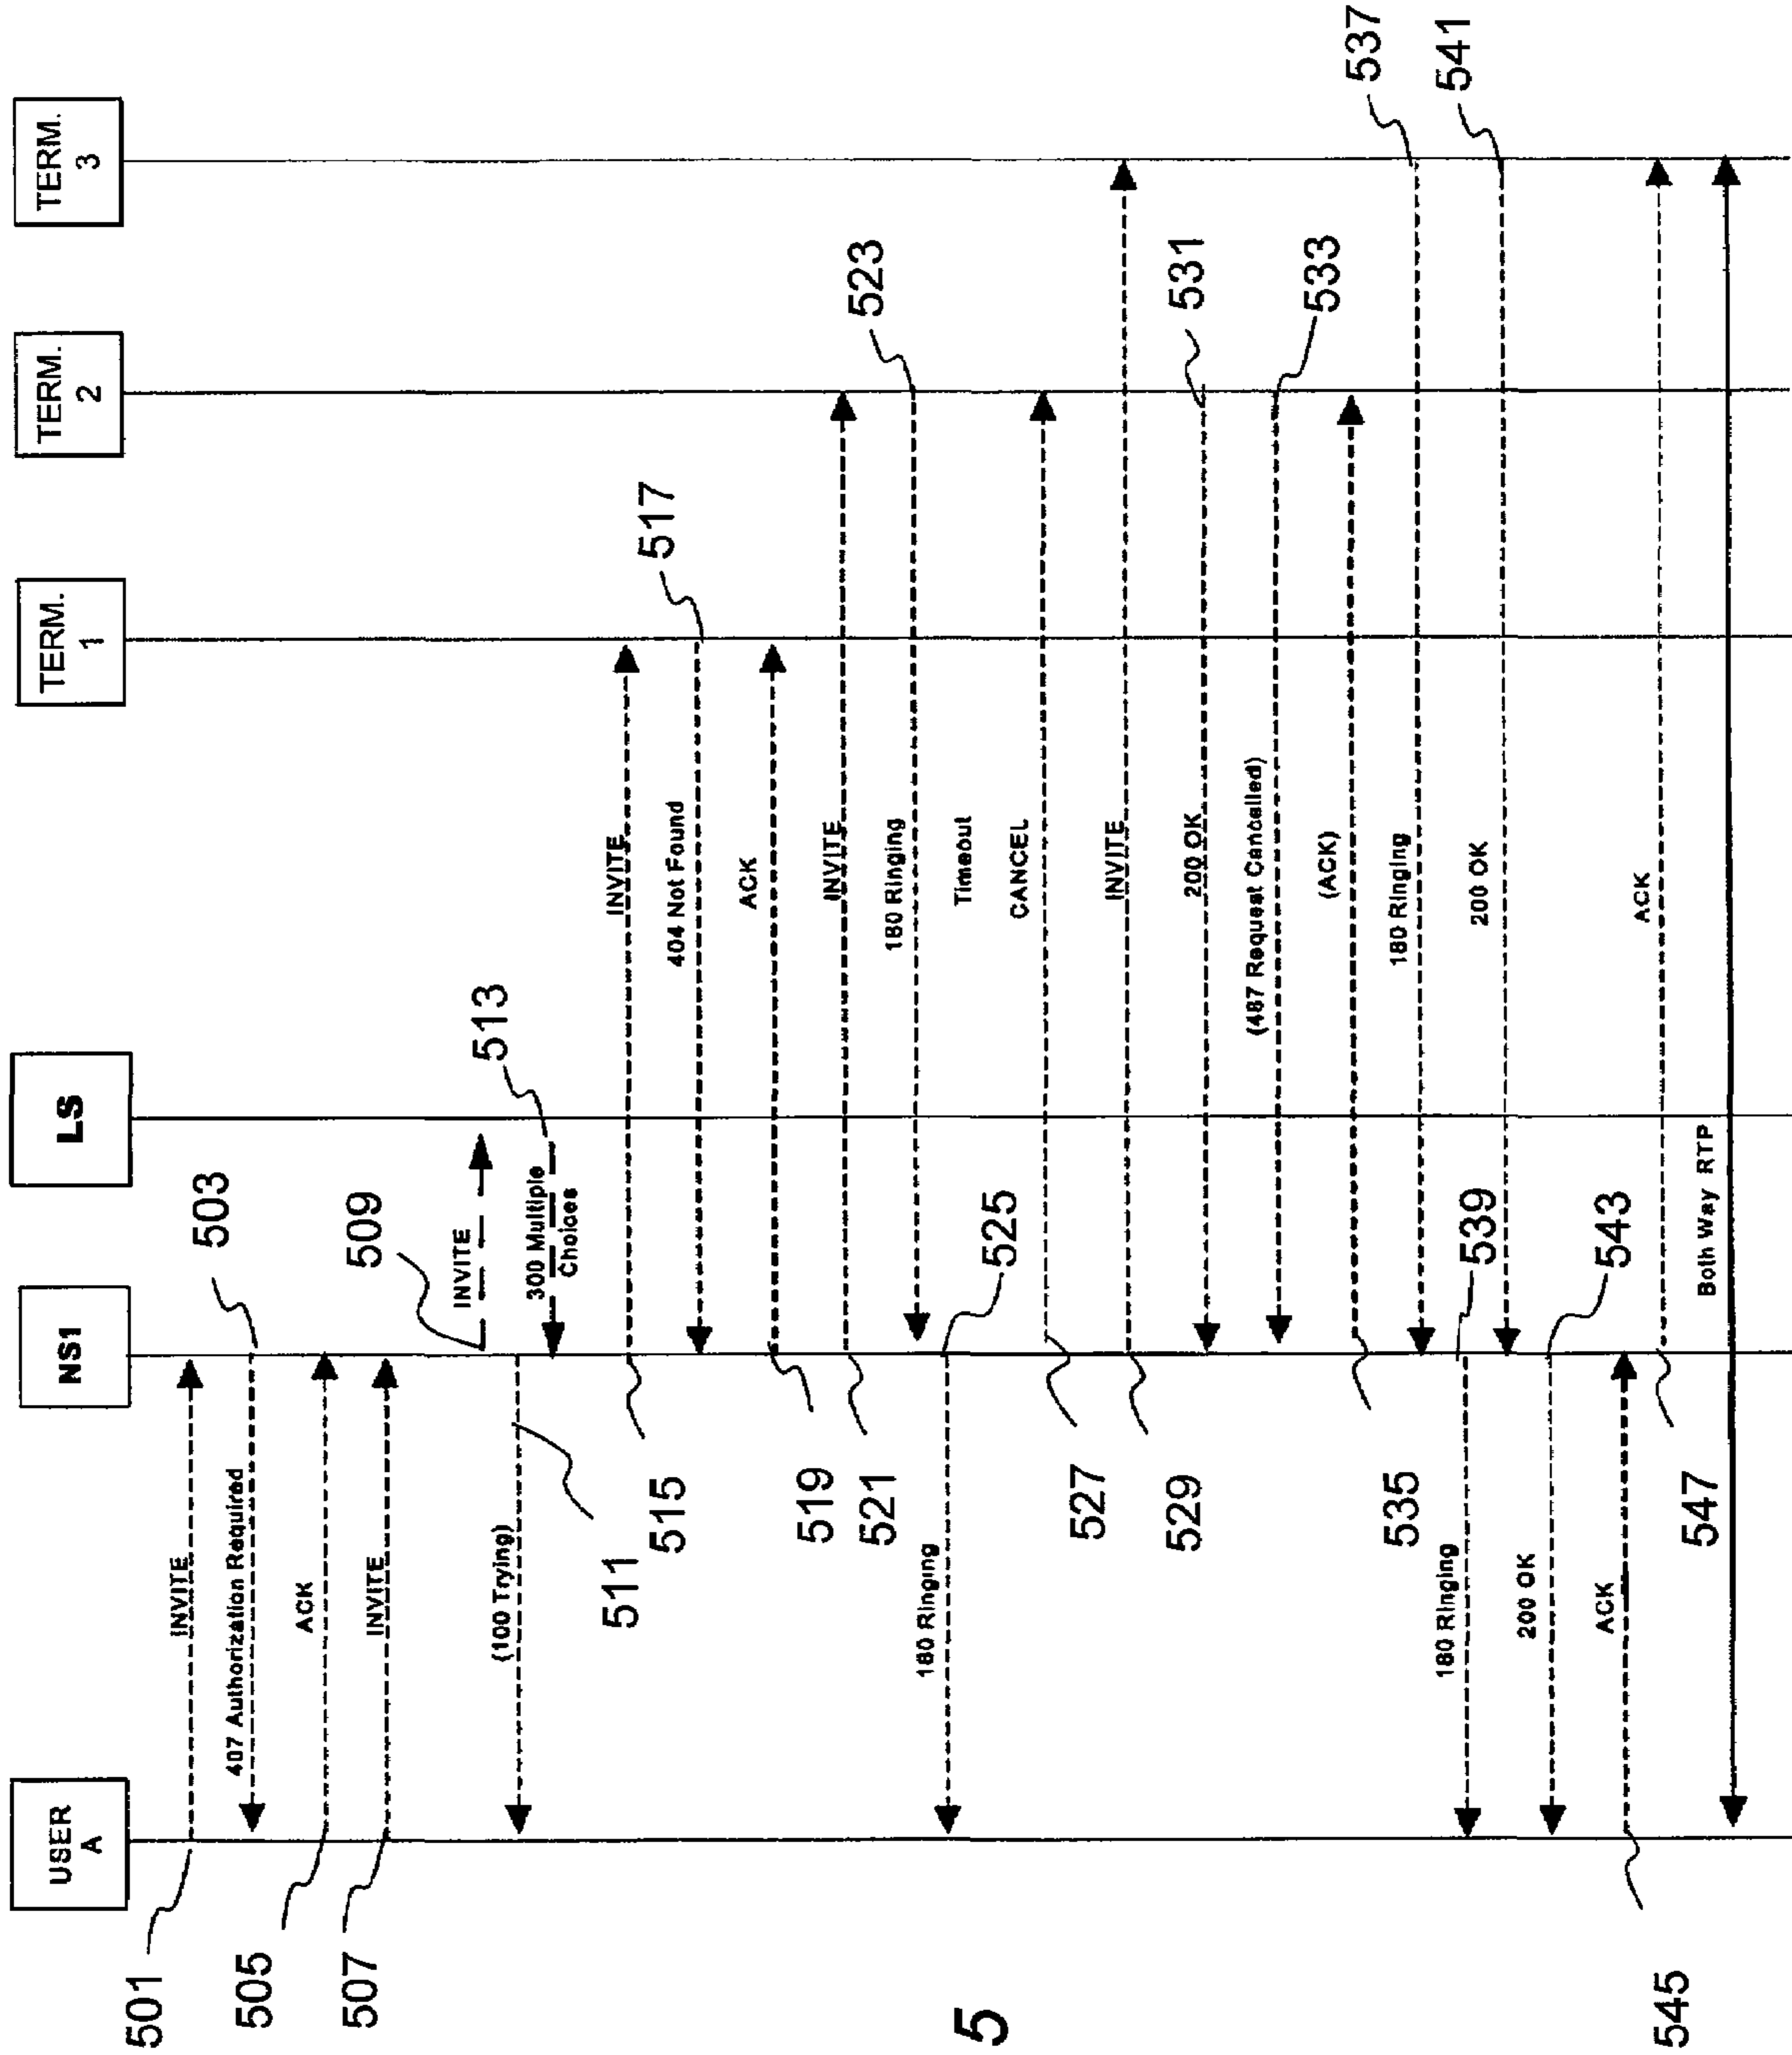 USER
A
NS1
LS
TERM.
1
TERM.
2
TERM.
3
501
INVITE
503
407 Authorization Required
505
ACK
507
INVITE
509
INVITE
511
(100 Trying)
513
300 Multiple
Choices
515
INVITE
517
404 Not Found
519
ACK
521
INVITE
523
180 Ringing
525
180 Ringing
Timeout
527
CANCEL
529
INVITE
531
200 OK
533
(487 Request Cancelled)
535
(ACK)
537
180 Ringing
539
180 Ringing
541
200 OK
543
200 OK
545
ACK
547
ACK
Both Way RTP
5